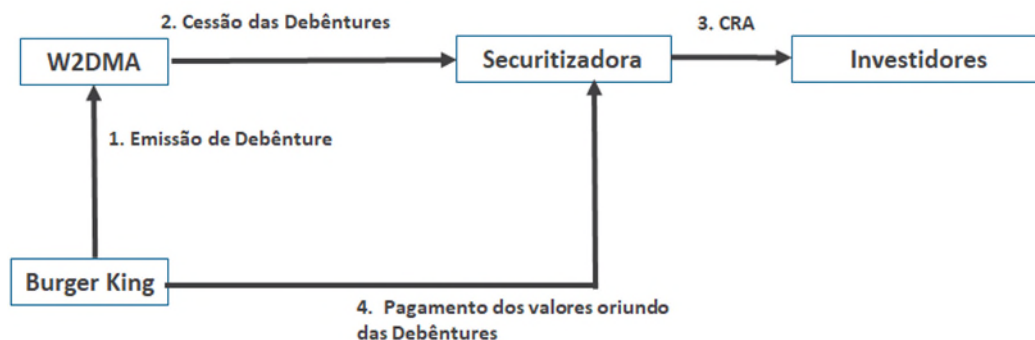 2. Cessão das Debêntures
3. CRA
W2DMA
Securitizadora
Investidores
1. Emissão de Debênture
Burger King
4. Pagamento dos valores oriundo
das Debêntures